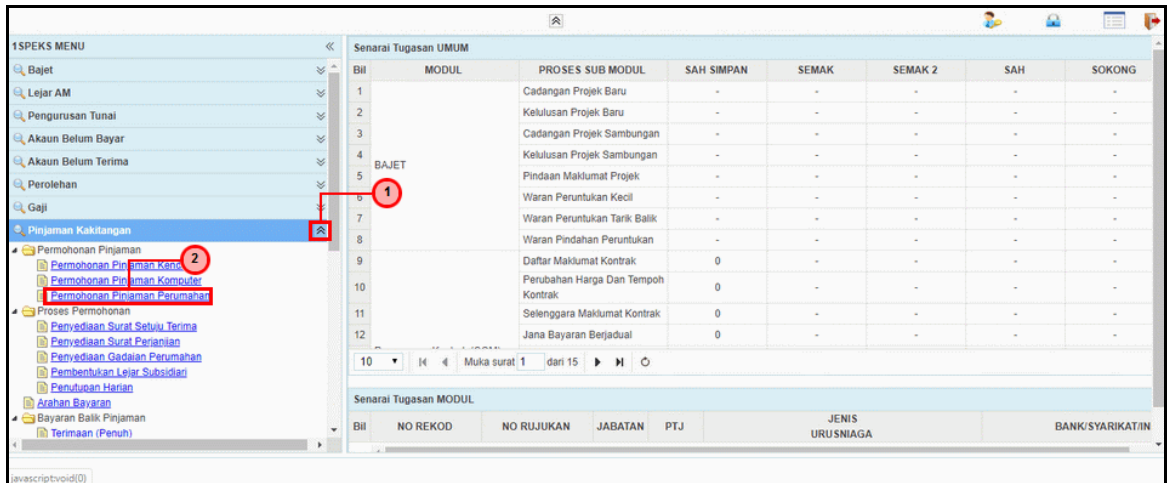 1SPEKS MENU
Bajet
Lejar AM
Pengurusan Tunai
Akaun Belum Bayar
Akaun Belum Terima
Perolehan
Gaji
Pinjaman Kakitangan
Permohonan Pinjaman
Permohonan Pinjaman
Permohonan Pinjaman Komputer
Permohonan Pinjaman Perumahan
Proses Permohonan
Penyediaan Surat Setuju Terima
Penyediaan Surat Perjanjian
Penyediaan Gadaian Perumahan
Pembentukan Lejar Subsidiari
Penutupan Harian
Arahan Bayaran
Bayaran Balik Pinjaman
Terimaan (Penuh)
1
2
Senarai Tugasan UMUM
Bil MODUL PROSES SUB MODUL SAH SIMPAN SEMAK SEMAK 2 SAH SOKONG
1 Cadangan Projek Baru - - - - -
2 Kelulusan Projek Baru - - - - -
3 Cadangan Projek Sambungan - - - - -
4 Kelulusan Projek Sambungan - - - - -
BAJET
5 Pindaan Maklumat Projek - - - - -
6 Waran Peruntukan Kecil - - - - -
7 Waran Peruntukan Tarik Balik - - - - -
8 Waran Pindahan Peruntukan - - - - -
9 Daftar Maklumat Kontrak 0 - - - -
10 Perubahan Harga Dan Tempoh Kontrak 0 - - - -
11 Selenggara Maklumat Kontrak 0 - - - -
12 Jana Bayaran Berjadual 0 - - - -
10 Muka surat 1 dari 15
Senarai Tugasan MODUL
Bil NO REKOD NO RUJUKAN JABATAN PTJ JENIS URUSNIAGA BANK/SYARIKAT/IN
javascript:void(0)